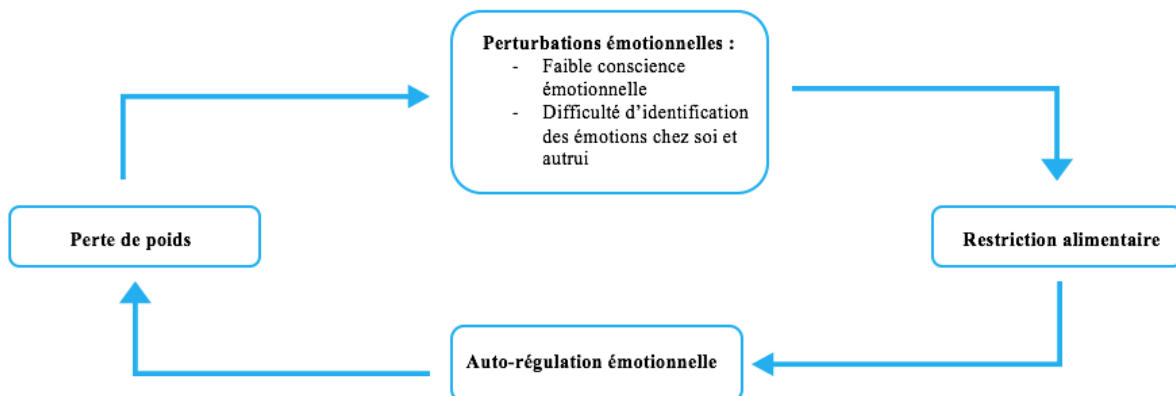 Perturbations émotionnelles :
- Faible conscience
émotionnelle
- Difficulté d’identification
des émotions chez soi et
autrui
Perte de poids
Restriction alimentaire
Auto-régulation émotionnelle